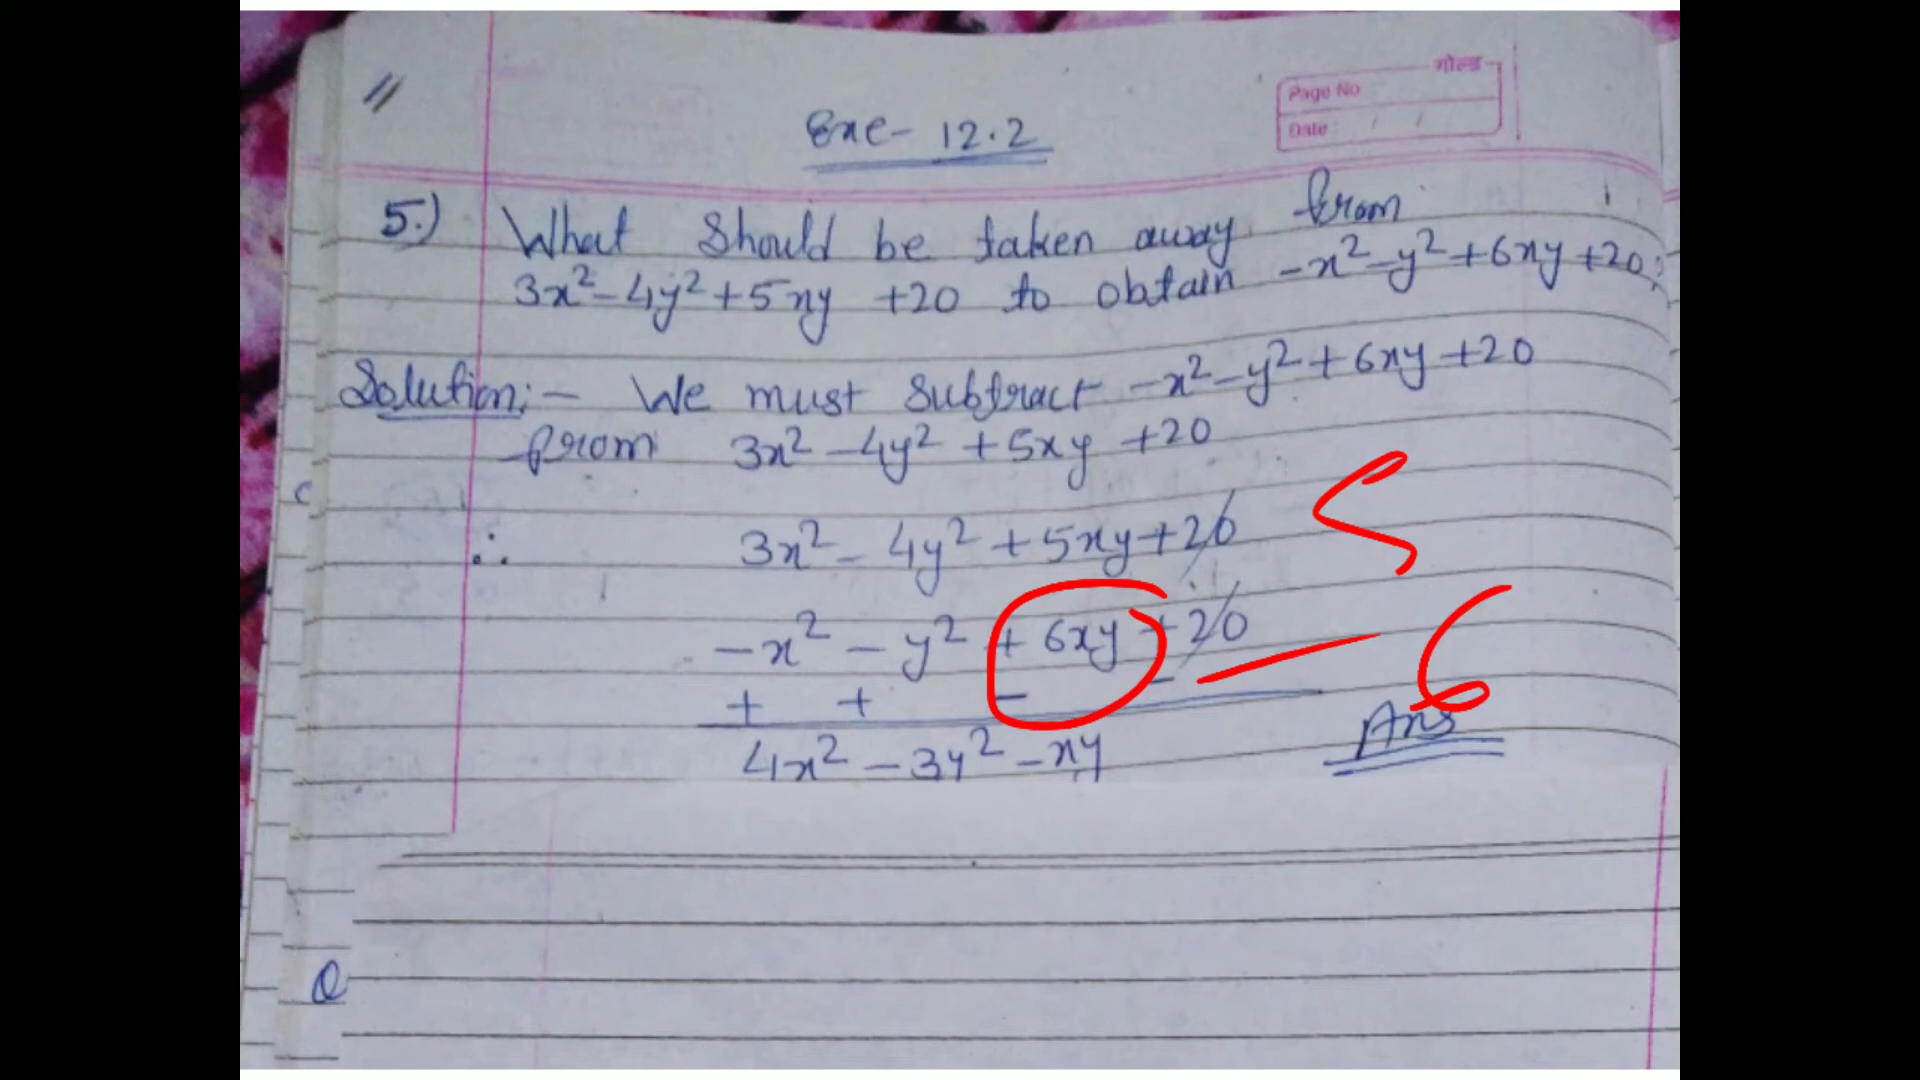 गोल्ड
Page No
Date : / /
Exe- 12.2
5.) What should be taken away from
3x²-4y²+5xy +20 to obtain -x²-y²+6xy+20?
Solution:- We must subtract -x²-y²+6xy+20
from 3x²-4y²+5xy+20
∴ 3x²-4y²+5xy+20
5
-x²-y²+6xy+20
- 6
+ + - -
4x²-3y²-xy Ans
Q